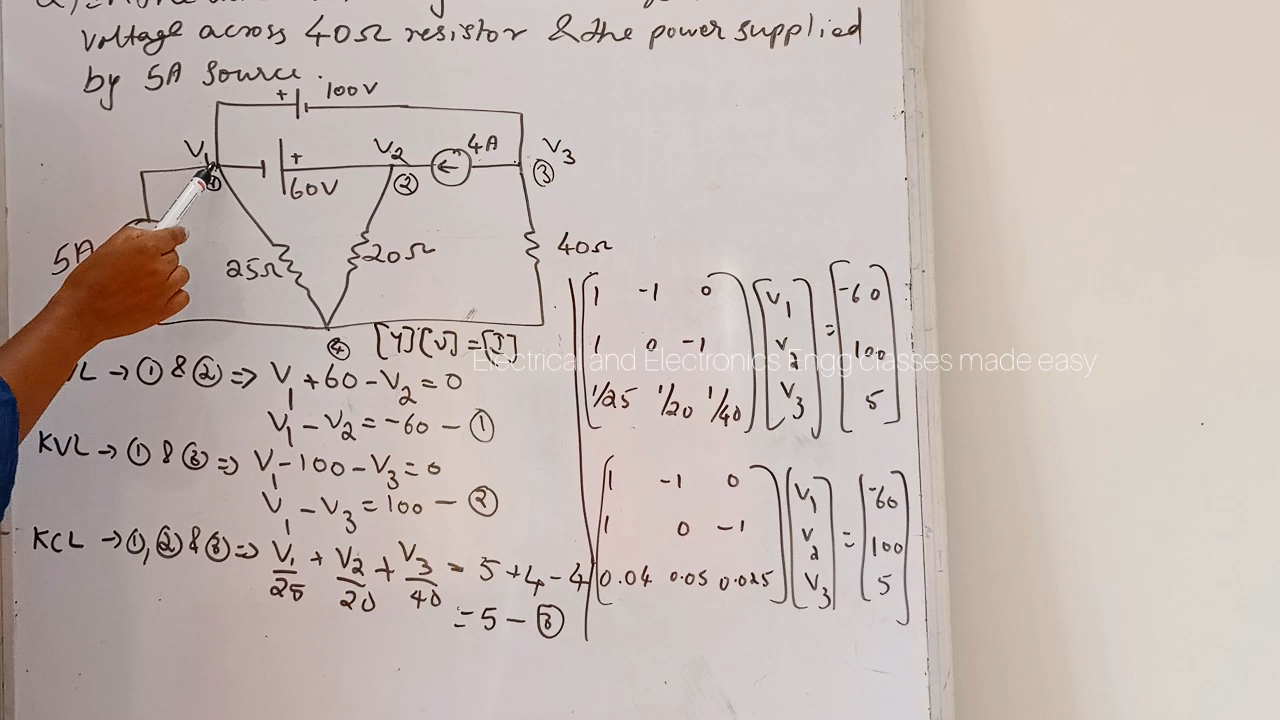 voltage across 40Ω resistor & the power supplied
by 5A source.
+ 100V
V1 + V2 4A V3
① 60V ② ③
5A 25Ω 20Ω 40Ω
④ [Y][V]=[J]
→ ① & ② => V1 + 60 - V2 = 0
V1 - V2 = -60 - ①
KVL → ① & ③ => V1 - 100 - V3 = 0
V1 - V3 = 100 - ②
KCL → ①, ② & ③ => V1/25 + V2/20 + V3/40 = 5 + 4 - 4
= 5 - ③
1 -1 0 V1 = -60
1 0 -1 V2 100
1/25 1/20 1/40 V3 5
1 -1 0 V1 -60
1 0 -1 V2 = 100
0.04 0.05 0.025 V3 5
Electrical and Electronics Engg classes made easy